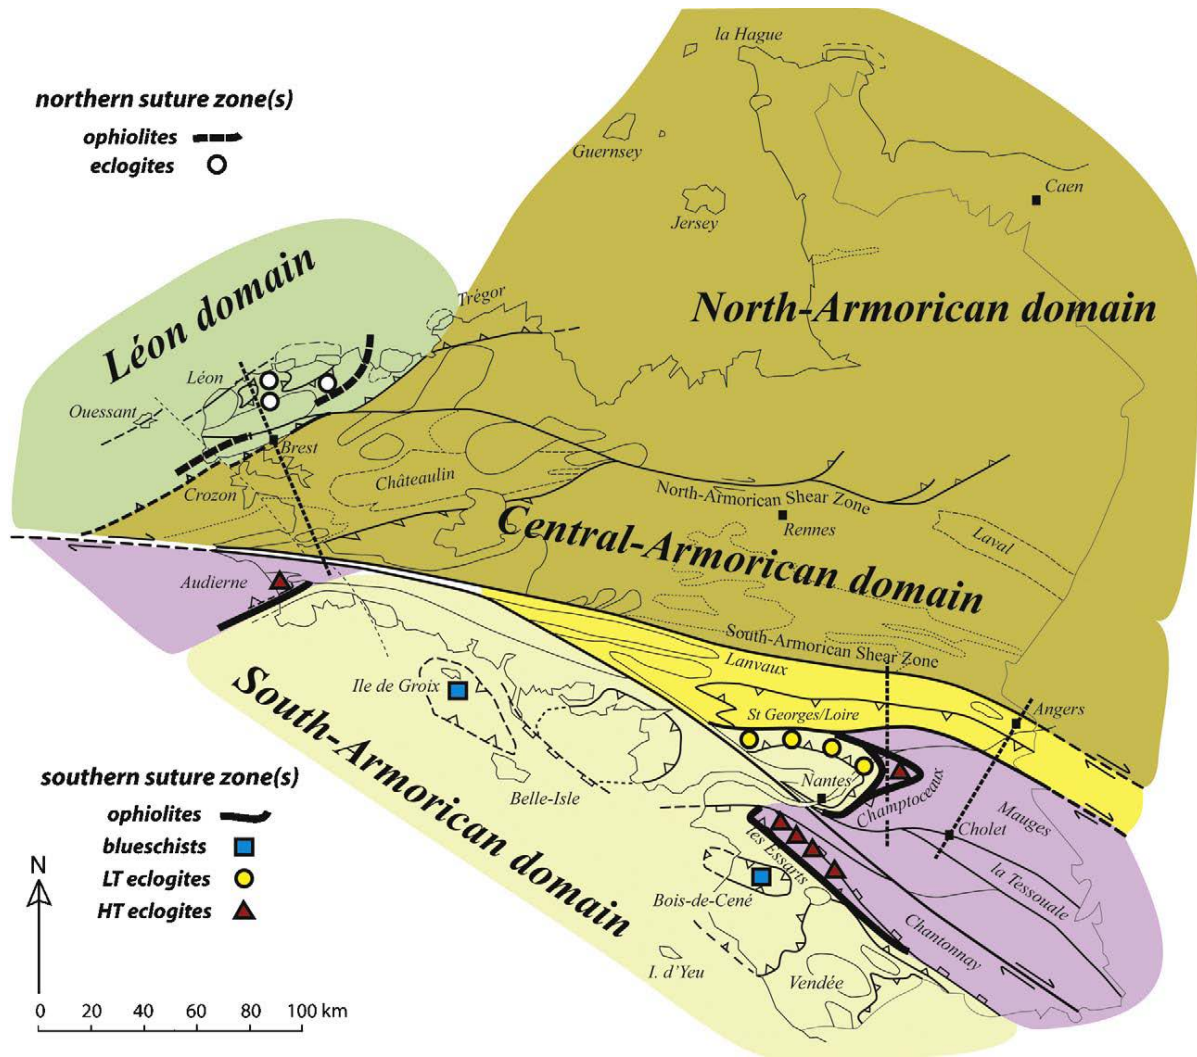 la Hague
northern suture zone(s)
ophiolites
eclogites
Guernsey
Caen
Jersey
Léon domain
Trégor
North-Armorican domain
Léon
Ouessant
Brest
Châteaulin
Crozon
North-Armorican Shear Zone
Rennes
Central-Armorican domain
Laval
Audierne
South-Armorican Shear Zone
Lanvaux
Ile de Groix
St Georges/Loire
Angers
South-Armorican domain
southern suture zone(s)
ophiolites
blueschists
LT eclogites
HT eclogites
Belle-Isle
Nantes
Champtoceaux
Mauges
Cholet
les Essarts
la Tessouale
Bois-de-Cené
Chantonnay
I. d'Yeu
Vendée
N
0 20 40 60 80 100 km